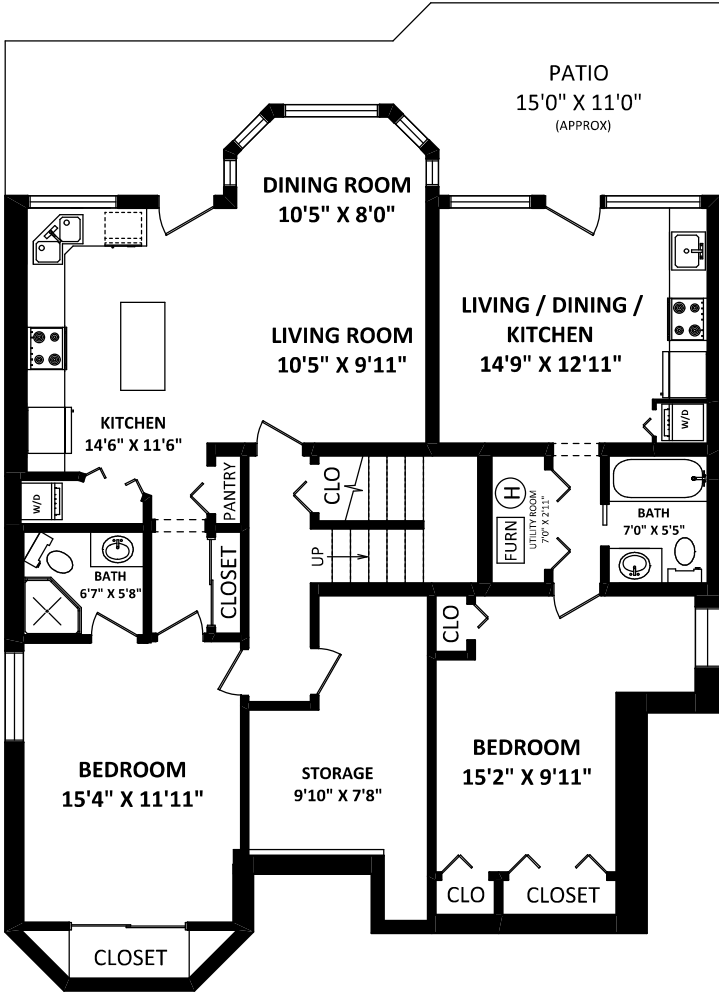 PATIO
15'0" X 11'0"
(APPROX)
DINING ROOM
10'5" X 8'0"
LIVING ROOM
10'5" X 9'11"
LIVING / DINING /
KITCHEN
14'9" X 12'11"
KITCHEN
14'6" X 11'6"
W/D
W/D
PANTRY
CLO
H
FURN
UTILITY ROOM
7'0" X 2'11"
BATH
7'0" X 5'5"
UP
BATH
6'7" X 5'8"
CLOSET
CLO
BEDROOM
15'4" X 11'11"
STORAGE
9'10" X 7'8"
BEDROOM
15'2" X 9'11"
CLO
CLOSET
CLOSET